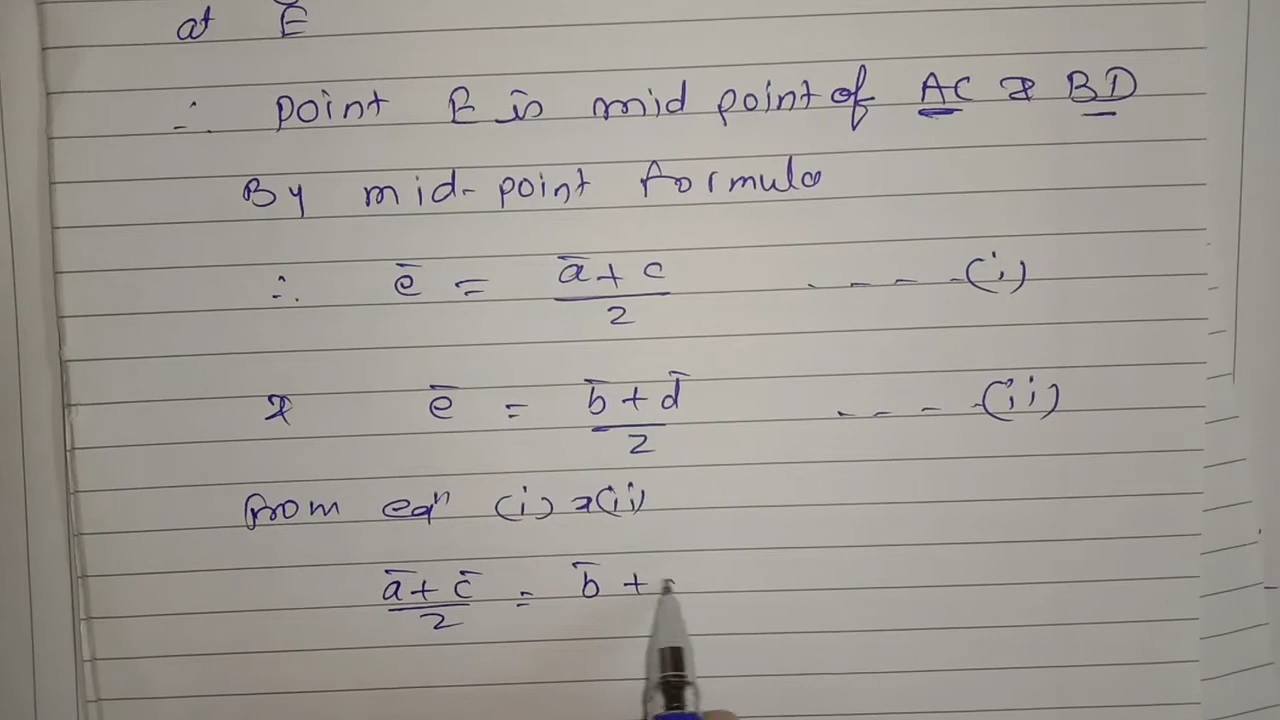 at E
∴ point E is mid point of AC & BD
By mid-point formula
∴ ē = (ā + c)/2 - - - - (i)
& ē = (b̄ + d̄)/2 - - - - (ii)
from eqⁿ (i) & (ii)
(ā + c̄)/2 = b̄ +